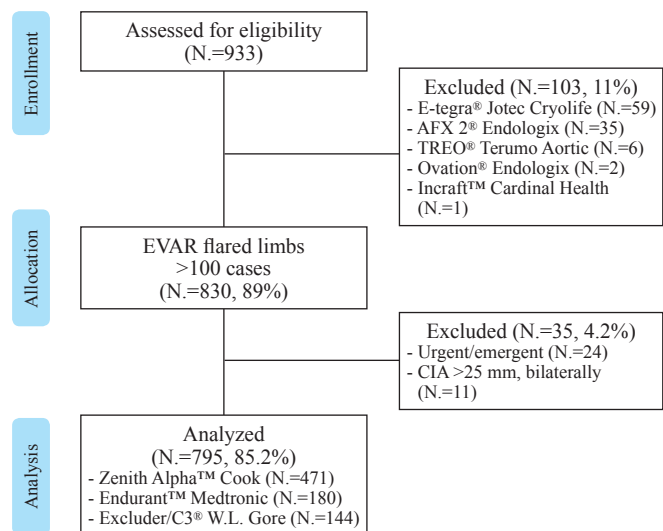 Enrollment
Assessed for eligibility
(N.=933)
Excluded (N.=103, 11%)
- E-tegra® Jotec Cryolife (N.=59)
- AFX 2® Endologix (N.=35)
- TREO® Terumo Aortic (N.=6)
- Ovation® Endologix (N.=2)
- Incraft™ Cardinal Health
(N.=1)
Allocation
EVAR flared limbs
>100 cases
(N.=830, 89%)
Excluded (N.=35, 4.2%)
- Urgent/emergent (N.=24)
- CIA >25 mm, bilaterally
(N.=11)
Analysis
Analyzed
(N.=795, 85.2%)
- Zenith Alpha™ Cook (N.=471)
- Endurant™ Medtronic (N.=180)
- Excluder/C3® W.L. Gore (N.=144)